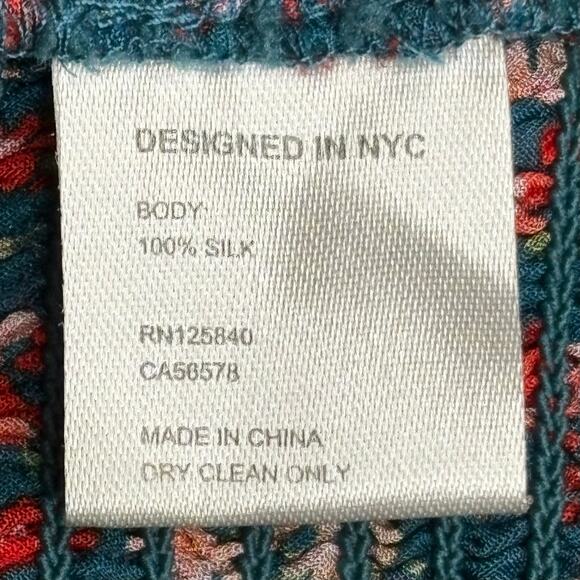 DESIGNED IN NYC
BODY:
100% SILK
RN125840
CA56578
MADE IN CHINA
DRY CLEAN ONLY